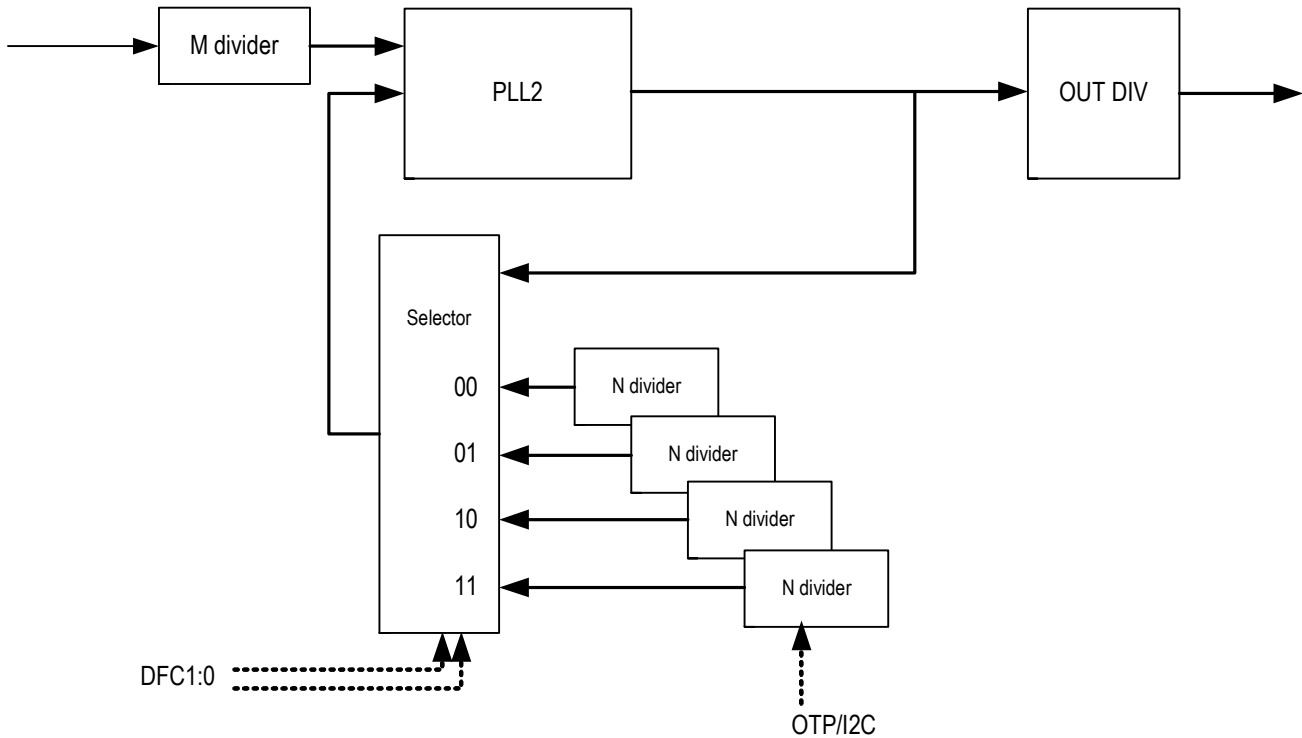 M divider
PLL2
OUT DIV
Selector
00
N divider
01
N divider
10
N divider
11
N divider
DFC1:0
OTP/I2C